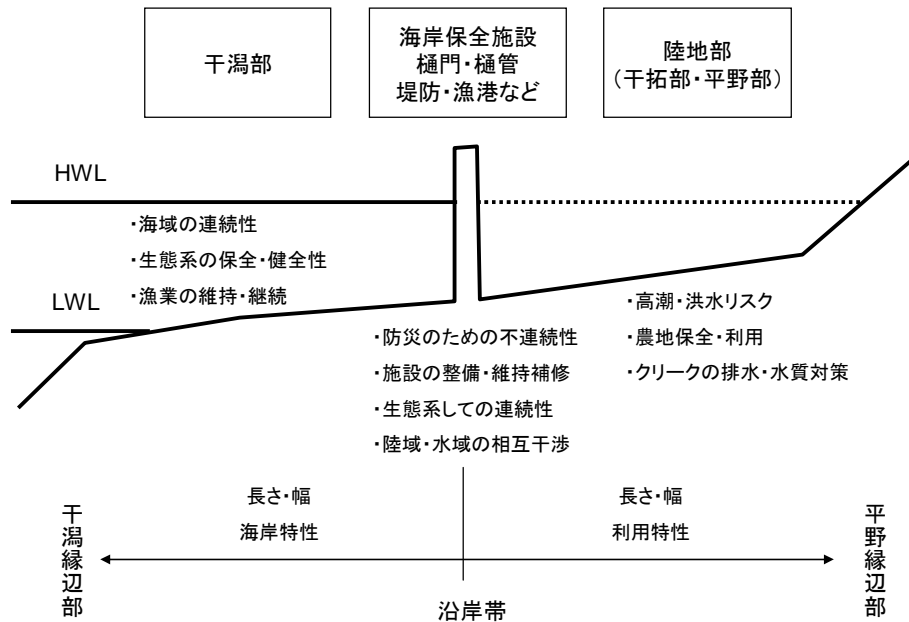 干潟部
海岸保全施設
樋門・樋管
堤防・漁港など
陸地部
(干拓部・平野部)
HWL
・海域の連続性
・生態系の保全・健全性
・漁業の維持・継続
LWL
・防災のための不連続性
・施設の整備・維持補修
・生態系しての連続性
・陸域・水域の相互干渉
・高潮・洪水リスク
・農地保全・利用
・クリークの排水・水質対策
長さ・幅
海岸特性
長さ・幅
利用特性
干潟縁辺部
平野縁辺部
沿岸帯